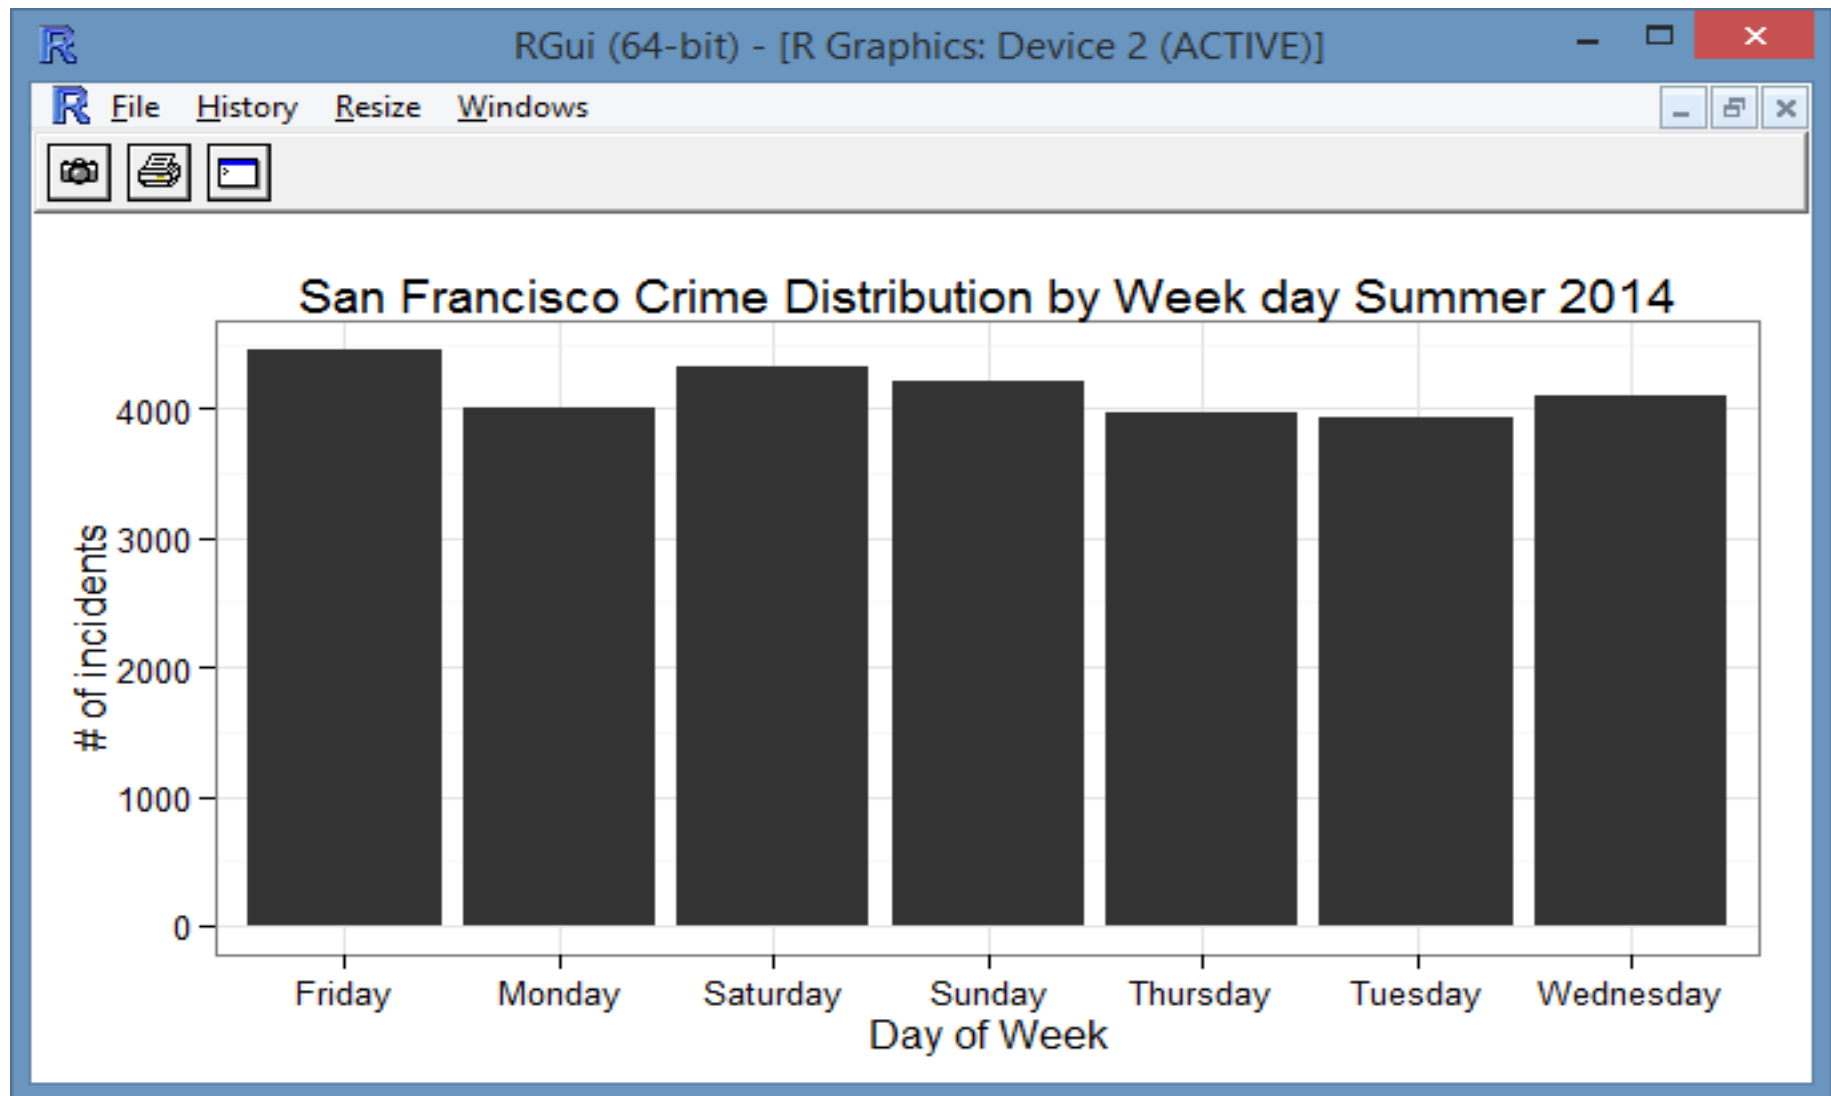 RGui (64-bit) - [R Graphics: Device 2 (ACTIVE)]
File History Resize Windows
San Francisco Crime Distribution by Week day Summer 2014
# of incidents
4000
3000
2000
1000
0
Friday Monday Saturday Sunday Thursday Tuesday Wednesday
Day of Week